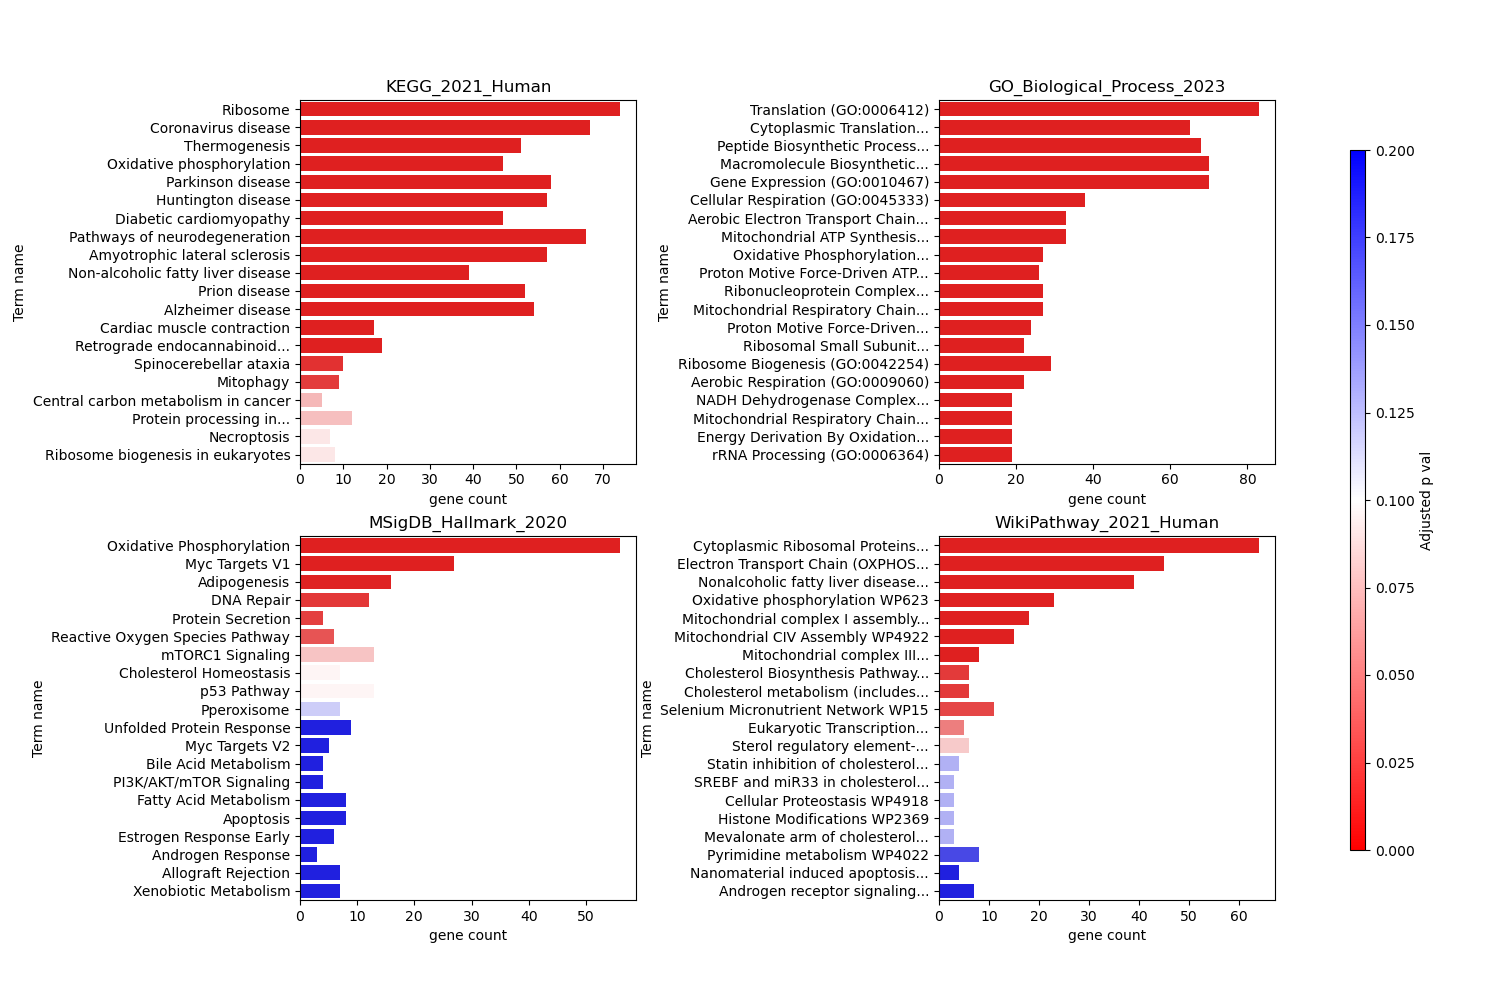 KEGG_2021_Human
Term name
Ribosome
Coronavirus disease
Thermogenesis
Oxidative phosphorylation
Parkinson disease
Huntington disease
Diabetic cardiomyopathy
Pathways of neurodegeneration
Amyotrophic lateral sclerosis
Non-alcoholic fatty liver disease
Prion disease
Alzheimer disease
Cardiac muscle contraction
Retrograde endocannabinoid...
Spinocerebellar ataxia
Mitophagy
Central carbon metabolism in cancer
Protein processing in...
Necroptosis
Ribosome biogenesis in eukaryotes
0 10 20 30 40 50 60 70
gene count
GO_Biological_Process_2023
Term name
Translation (GO:0006412)
Cytoplasmic Translation...
Peptide Biosynthetic Process...
Macromolecule Biosynthetic...
Gene Expression (GO:0010467)
Cellular Respiration (GO:0045333)
Aerobic Electron Transport Chain...
Mitochondrial ATP Synthesis...
Oxidative Phosphorylation...
Proton Motive Force-Driven ATP...
Ribonucleoprotein Complex...
Mitochondrial Respiratory Chain...
Proton Motive Force-Driven...
Ribosomal Small Subunit...
Ribosome Biogenesis (GO:0042254)
Aerobic Respiration (GO:0009060)
NADH Dehydrogenase Complex...
Mitochondrial Respiratory Chain...
Energy Derivation By Oxidation...
rRNA Processing (GO:0006364)
0 20 40 60 80
gene count
MSigDB_Hallmark_2020
Term name
Oxidative Phosphorylation
Myc Targets V1
Adipogenesis
DNA Repair
Protein Secretion
Reactive Oxygen Species Pathway
mTORC1 Signaling
Cholesterol Homeostasis
p53 Pathway
Pperoxisome
Unfolded Protein Response
Myc Targets V2
Bile Acid Metabolism
PI3K/AKT/mTOR Signaling
Fatty Acid Metabolism
Apoptosis
Estrogen Response Early
Androgen Response
Allograft Rejection
Xenobiotic Metabolism
0 10 20 30 40 50
gene count
WikiPathway_2021_Human
Term name
Cytoplasmic Ribosomal Proteins...
Electron Transport Chain (OXPHOS...
Nonalcoholic fatty liver disease...
Oxidative phosphorylation WP623
Mitochondrial complex I assembly...
Mitochondrial CIV Assembly WP4922
Mitochondrial complex III...
Cholesterol Biosynthesis Pathway...
Cholesterol metabolism (includes...
Selenium Micronutrient Network WP15
Eukaryotic Transcription...
Sterol regulatory element-...
Statin inhibition of cholesterol...
SREBF and miR33 in cholesterol...
Cellular Proteostasis WP4918
Histone Modifications WP2369
Mevalonate arm of cholesterol...
Pyrimidine metabolism WP4022
Nanomaterial induced apoptosis...
Androgen receptor signaling...
0 10 20 30 40 50 60
gene count
0.200
0.175
0.150
0.125
0.100
0.075
0.050
0.025
0.000
Adjusted p val